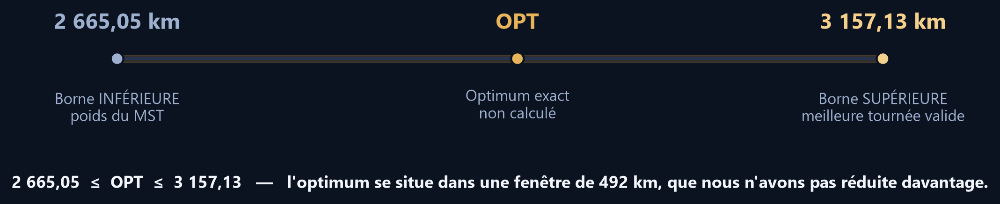 2 665,05 km
OPT
3 157,13 km
Borne INFÉRIEURE
poids du MST
Optimum exact
non calculé
Borne SUPÉRIEURE
meilleure tournée valide
2 665,05 ≤ OPT ≤ 3 157,13 — l'optimum se situe dans une fenêtre de 492 km, que nous n'avons pas réduite davantage.